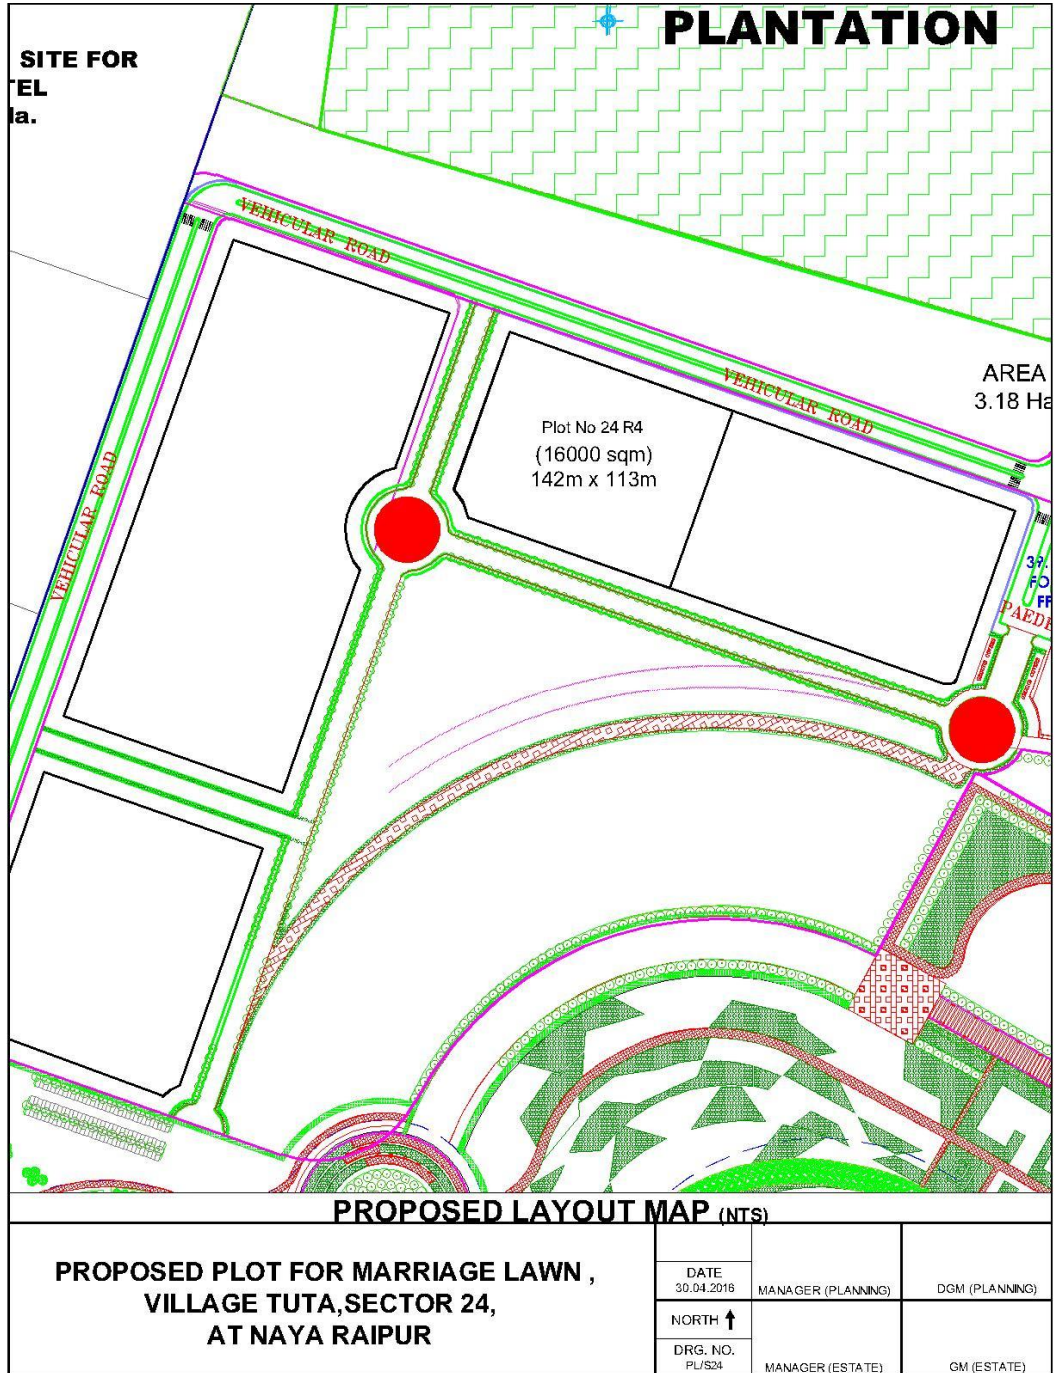 PLANTATION
SITE FOR
TEL
Ha.
VEHICULAR ROAD
AREA
3.18 Ha
VEHICULAR ROAD
Plot No 24 R4
(16000 sqm)
142m x 113m
VEHICULAR ROAD
PROPOSED LAYOUT MAP (NTS)
PROPOSED PLOT FOR MARRIAGE LAWN ,
VILLAGE TUTA,SECTOR 24,
AT NAYA RAIPUR
DATE
30.04.2016
MANAGER (PLANNING)
DGM (PLANNING)
NORTH
DRG. NO.
PL/S24
MANAGER (ESTATE)
GM (ESTATE)